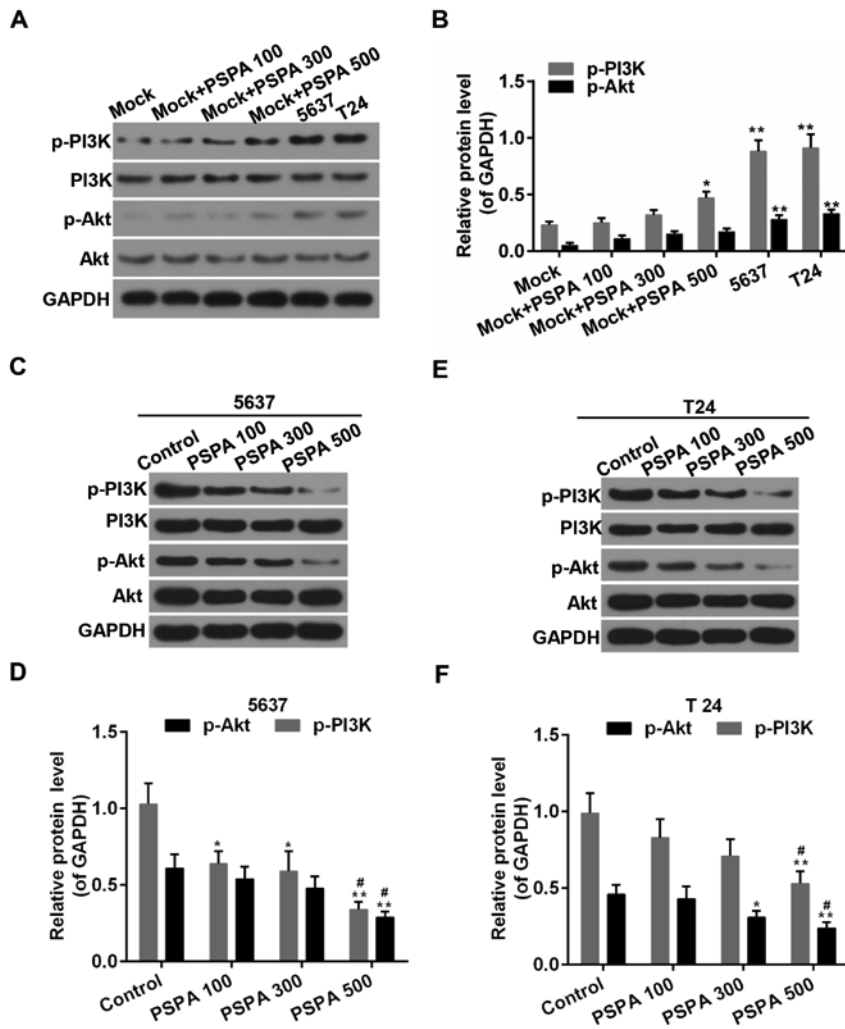 A
Mock
Mock+PSPA 100
Mock+PSPA 300
Mock+PSPA 500
5637
T24
p-PI3K
PI3K
p-Akt
Akt
GAPDH
B
p-PI3K
p-Akt
Relative protein level
(of GAPDH)
1.5
1.0
0.5
0.0
*
**
**
**
**
Mock
Mock+PSPA 100
Mock+PSPA 300
Mock+PSPA 500
5637
T24
C
5637
Control
PSPA 100
PSPA 300
PSPA 500
p-PI3K
PI3K
p-Akt
Akt
GAPDH
E
T24
Control
PSPA 100
PSPA 300
PSPA 500
p-PI3K
PI3K
p-Akt
Akt
GAPDH
D
5637
p-Akt
p-PI3K
Relative protein level
(of GAPDH)
1.5
1.0
0.5
0.0
*
*
#
**
#
**
Control
PSPA 100
PSPA 300
PSPA 500
F
T 24
p-Akt
p-PI3K
Relative protein level
(of GAPDH)
1.5
1.0
0.5
0.0
*
#
**
#
**
Control
PSPA 100
PSPA 300
PSPA 500